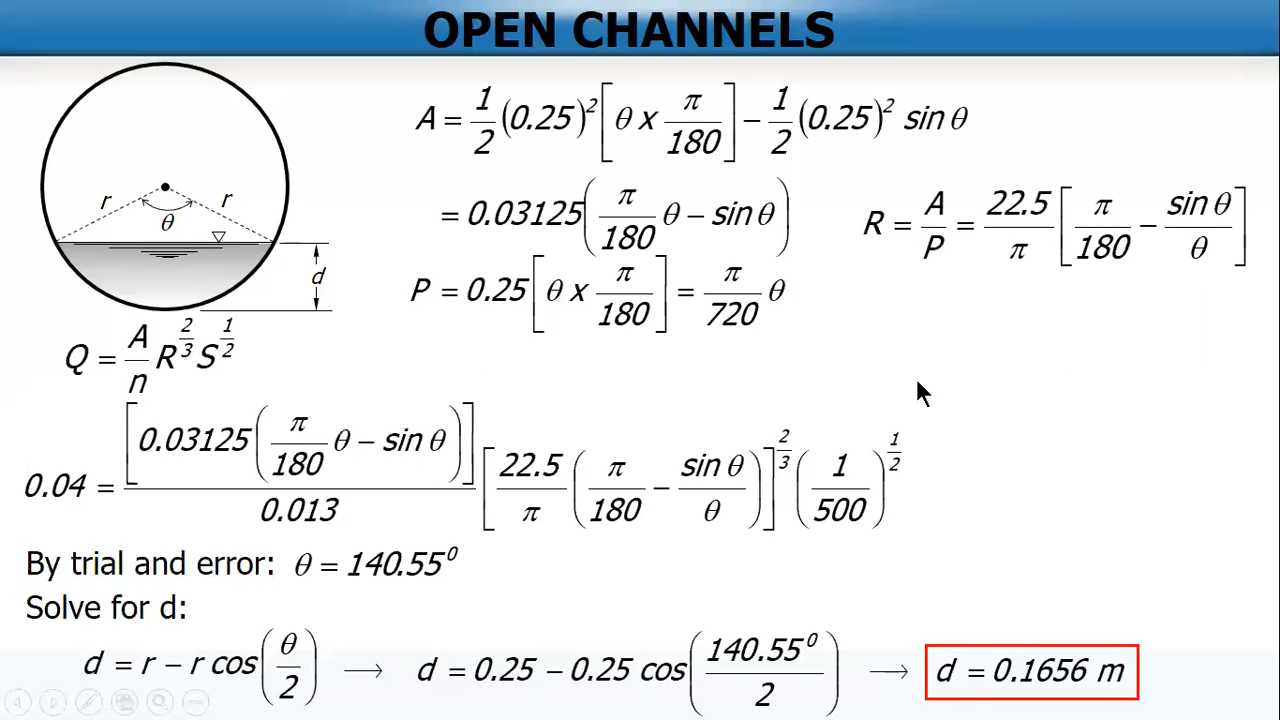 OPEN CHANNELS
r r
θ
d
A = 1/2 (0.25)² [θ x π/180] − 1/2 (0.25)² sin θ
= 0.03125(π/180 θ − sin θ)
P = 0.25[θ x π/180] = π/720 θ
R = A/P = 22.5/π [π/180 − sin θ/θ]
Q = A/n R^(2/3) S^(1/2)
0.04 = [0.03125(π/180 θ − sin θ)]/0.013 [22.5/π (π/180 − sin θ/θ)]^(2/3) (1/500)^(1/2)
By trial and error: θ = 140.55⁰
Solve for d:
d = r − r cos(θ/2) → d = 0.25 − 0.25 cos(140.55⁰/2) → d = 0.1656 m